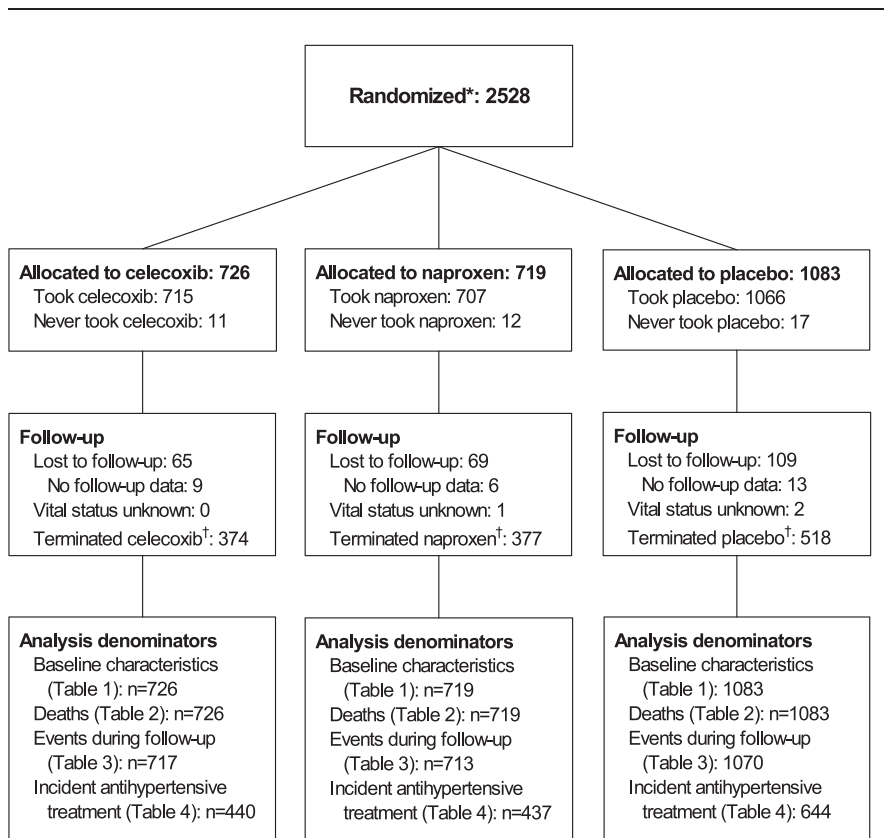 Randomized*: 2528
Allocated to celecoxib: 726
Took celecoxib: 715
Never took celecoxib: 11
Allocated to naproxen: 719
Took naproxen: 707
Never took naproxen: 12
Allocated to placebo: 1083
Took placebo: 1066
Never took placebo: 17
Follow-up
Lost to follow-up: 65
No follow-up data: 9
Vital status unknown: 0
Terminated celecoxib†: 374
Follow-up
Lost to follow-up: 69
No follow-up data: 6
Vital status unknown: 1
Terminated naproxen†: 377
Follow-up
Lost to follow-up: 109
No follow-up data: 13
Vital status unknown: 2
Terminated placebo†: 518
Analysis denominators
Baseline characteristics
(Table 1): n=726
Deaths (Table 2): n=726
Events during follow-up
(Table 3): n=717
Incident antihypertensive
treatment (Table 4): n=440
Analysis denominators
Baseline characteristics
(Table 1): n=719
Deaths (Table 2): n=719
Events during follow-up
(Table 3): n=713
Incident antihypertensive
treatment (Table 4): n=437
Analysis denominators
Baseline characteristics
(Table 1): 1083
Deaths (Table 2): n=1083
Events during follow-up
(Table 3): 1070
Incident antihypertensive
treatment (Table 4): 644